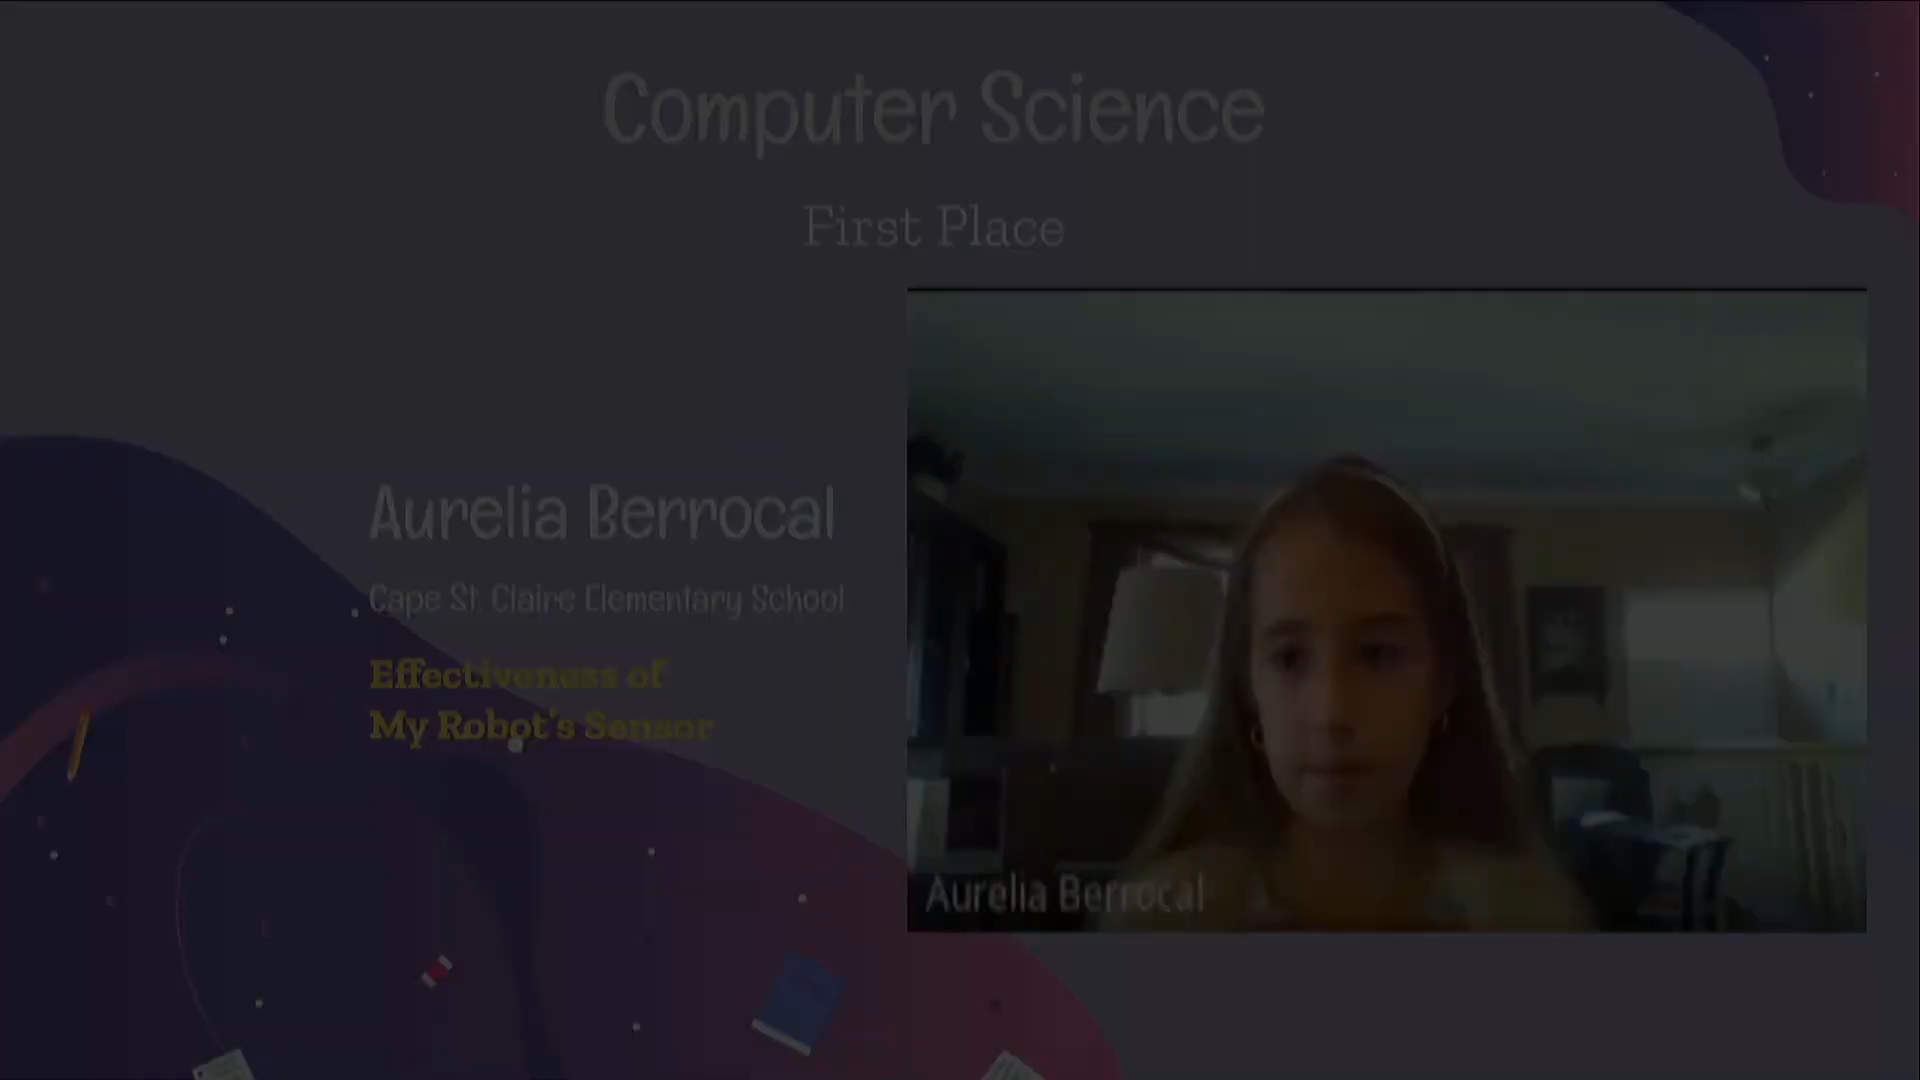 Computer Science
First Place
Aurelia Berrocal
Cape St. Claire Elementary School
Effectiveness of
My Robot's Sensor
Aurelia Berrocal